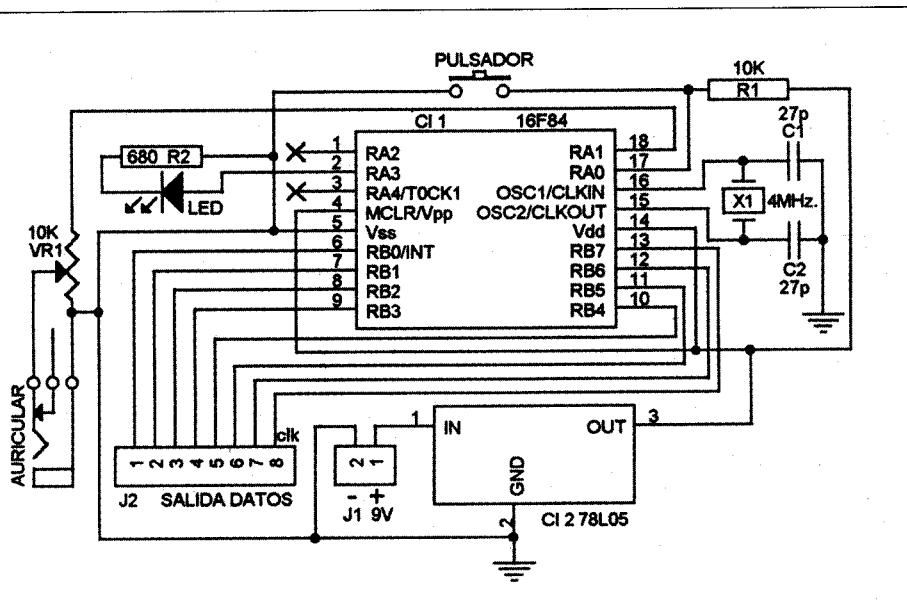 PULSADOR
10K
R1
CI 1
16F84
27p
C1
1
2
3
4
5
6
7
8
9
RA2
RA3
RA4/T0CK1
MCLR/Vpp
Vss
RB0/INT
RB1
RB2
RB3
RA1
RA0
OSC1/CLKIN
OSC2/CLKOUT
Vdd
RB7
RB6
RB5
RB4
18
17
16
15
14
13
12
11
10
680 R2
LED
X1
4MHz.
C2
27p
10K
VR1
AURICULAR
clk
1 2 3 4 5 6 7 8
J2 SALIDA DATOS
2 1
- +
J1 9V
1
IN
OUT
3
GND
2
CI 2 78L05